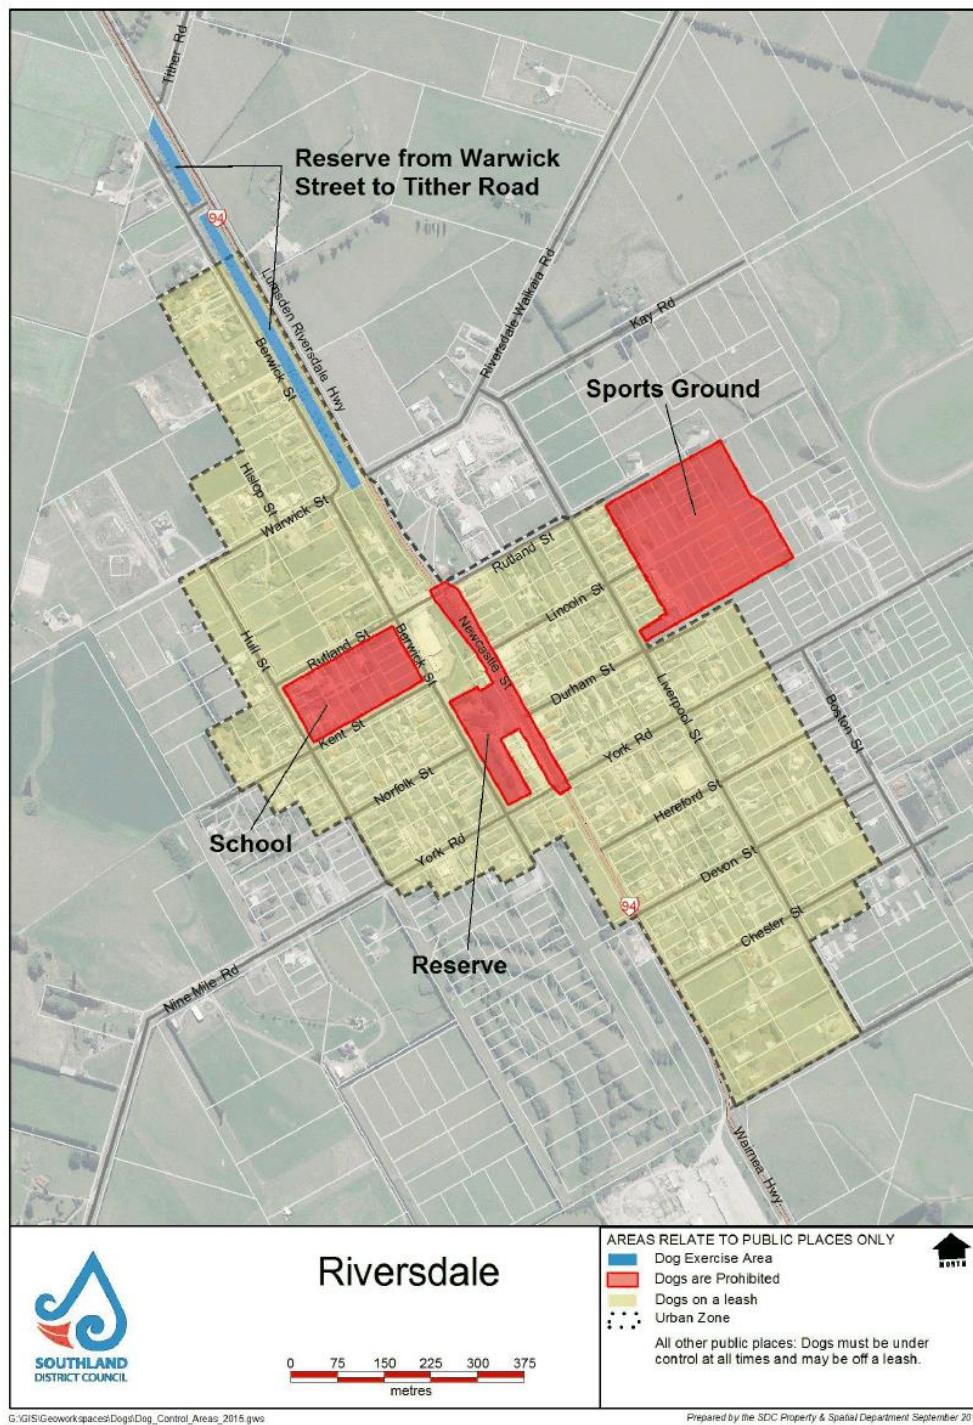 Tither Rd
Reserve from Warwick
Street to Tither Road
94
Lumsden Riversdale Hwy
Riversdale Waikaia Rd
Kay Rd
Berwick St
Sports Ground
Hislop St
Warwick St
Rutland St
Lincoln St
Newcastle St
Rutland St
Berwick St
Hull St
Durham St
Liverpool St
Boston St
Kent St
York Rd
Norfolk St
Hereford St
School
York Rd
Devon St
94
Chester St
Reserve
Nine Mile Rd
Waimea Hwy
SOUTHLAND
DISTRICT COUNCIL
Riversdale
0 75 150 225 300 375
metres
AREAS RELATE TO PUBLIC PLACES ONLY
Dog Exercise Area
Dogs are Prohibited
Dogs on a leash
Urban Zone
All other public places: Dogs must be under
control at all times and may be off a leash.
NORTH
G:\GIS\Geoworkspaces\Dogs\Dog_Control_Areas_2015.gws
Prepared by the SDC Property & Spatial Department September 20